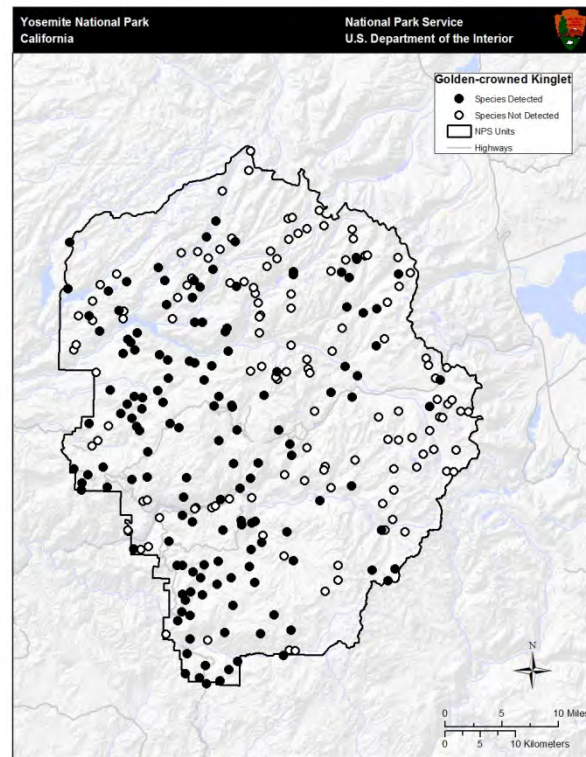 Yosemite National Park
California
National Park Service
U.S. Department of the Interior
Golden-crowned Kinglet
Species Detected
Species Not Detected
NPS Units
Highways
N
0 5 10 Miles
0 5 10 Kilometers